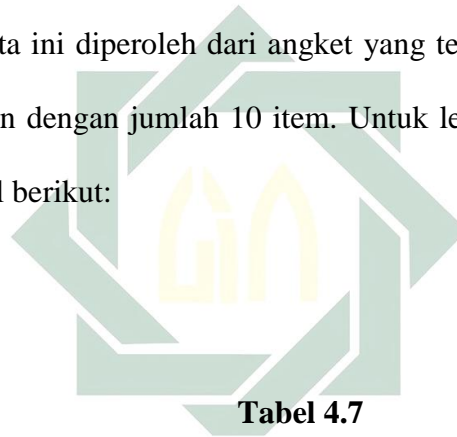 ta ini diperoleh dari angket yang te
n dengan jumlah 10 item. Untuk le
l berikut:
Tabel 4.7